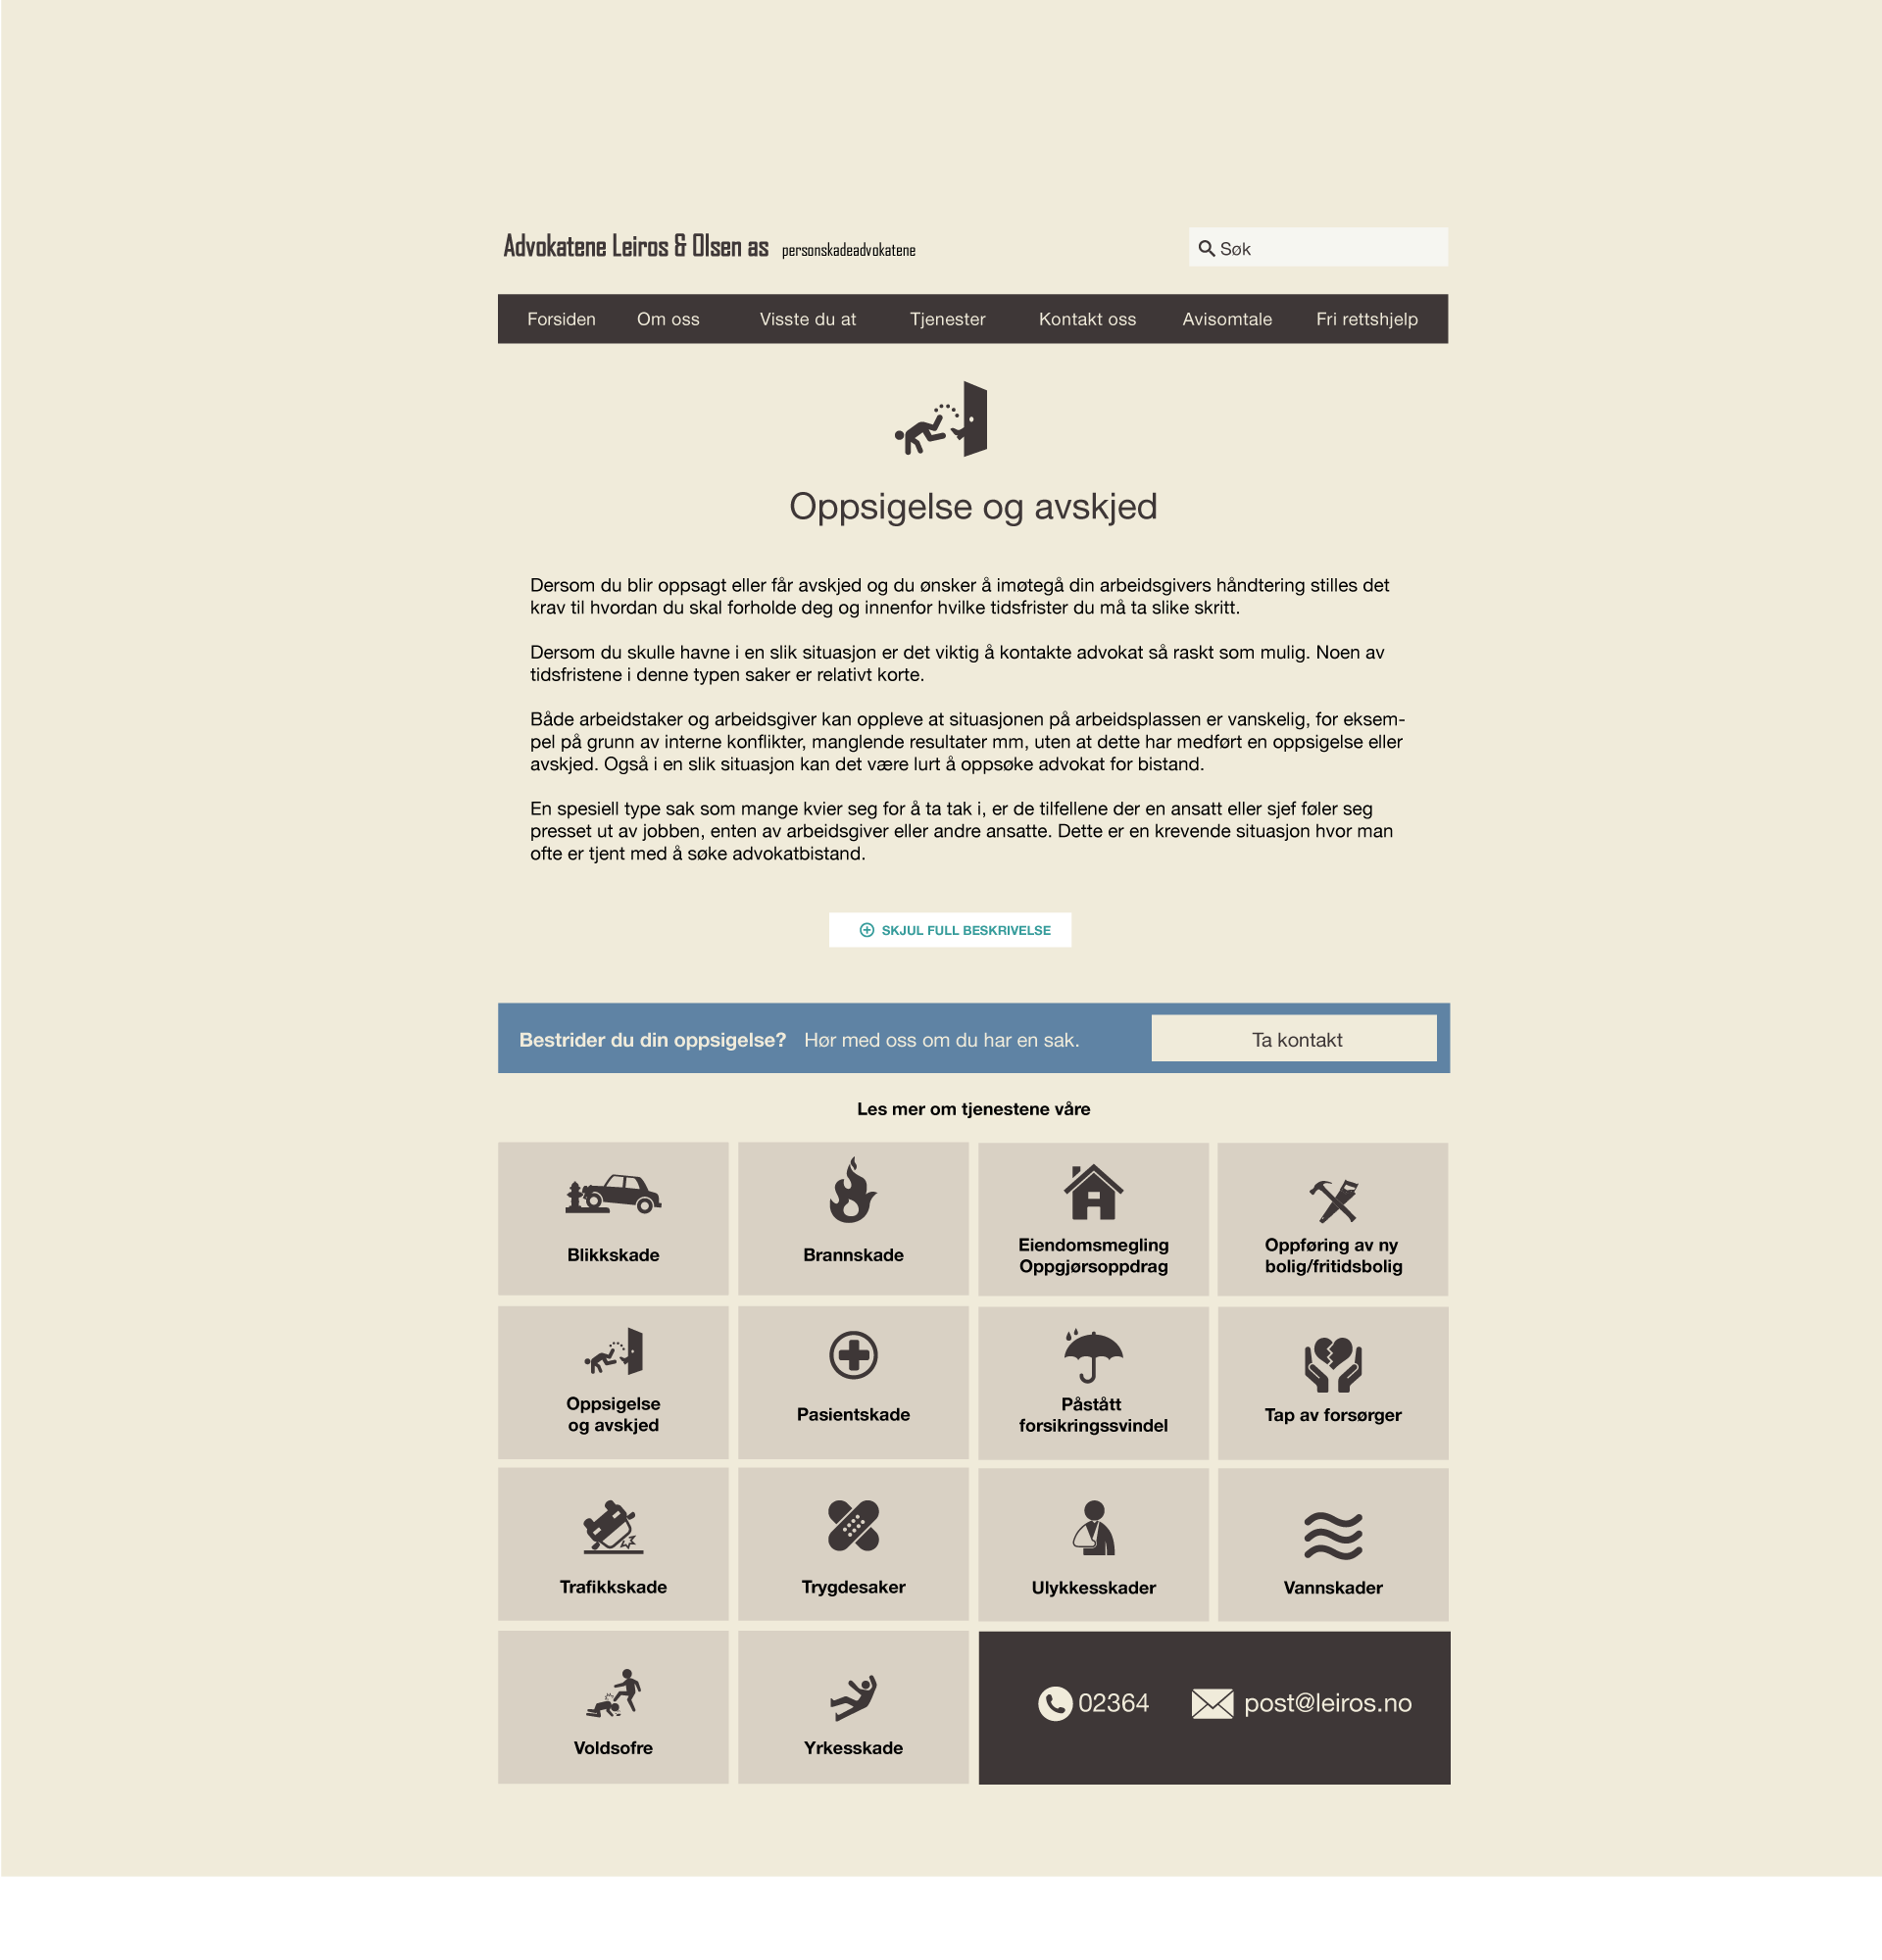 Advokatene Leiros & Olsen as personskadeadvokatene
Søk
Forsiden Om oss Visste du at Tjenester Kontakt oss Avisomtale Fri rettshjelp
Oppsigelse og avskjed
Dersom du blir oppsagt eller får avskjed og du ønsker å imøtegå din arbeidsgivers håndtering stilles det
krav til hvordan du skal forholde deg og innenfor hvilke tidsfrister du må ta slike skritt.
Dersom du skulle havne i en slik situasjon er det viktig å kontakte advokat så raskt som mulig. Noen av
tidsfristene i denne typen saker er relativt korte.
Både arbeidstaker og arbeidsgiver kan oppleve at situasjonen på arbeidsplassen er vanskelig, for eksem-
pel på grunn av interne konflikter, manglende resultater mm, uten at dette har medført en oppsigelse eller
avskjed. Også i en slik situasjon kan det være lurt å oppsøke advokat for bistand.
En spesiell type sak som mange kvier seg for å ta tak i, er de tilfellene der en ansatt eller sjef føler seg
presset ut av jobben, enten av arbeidsgiver eller andre ansatte. Dette er en krevende situasjon hvor man
ofte er tjent med å søke advokatbistand.
SKJUL FULL BESKRIVELSE
Bestrider du din oppsigelse? Hør med oss om du har en sak. Ta kontakt
Les mer om tjenestene våre
Blikkskade
Brannskade
Eiendomsmegling
Oppgjørsoppdrag
Oppføring av ny
bolig/fritidsbolig
Oppsigelse
og avskjed
Pasientskade
Påstått
forsikringssvindel
Tap av forsørger
Trafikkskade
Trygdesaker
Ulykkesskader
Vannskader
Voldsofre
Yrkesskade
02364 post@leiros.no